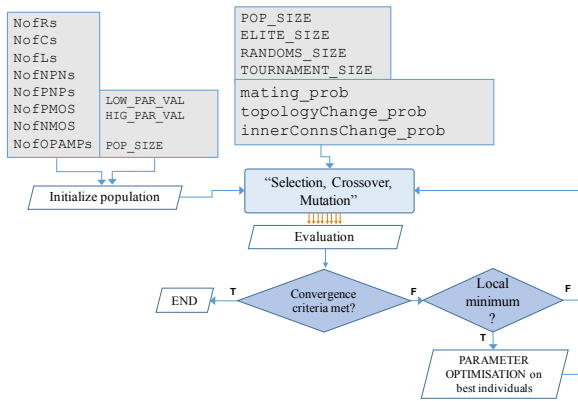 NofRs
NofCs
NofLs
NofNPNs
NofPNPs
NofPMOS
NofNMOS
NofOPAMPs
LOW_PAR_VAL
HIG_PAR_VAL
POP_SIZE
POP_SIZE
ELITE_SIZE
RANDOMS_SIZE
TOURNAMENT_SIZE
mating_prob
topologyChange_prob
innerConnsChange_prob
Initialize population
“Selection, Crossover,
Mutation”
Evaluation
END
T
Convergence
criteria met?
F
Local
minimum
?
F
T
PARAMETER
OPTIMISATION on
best individuals